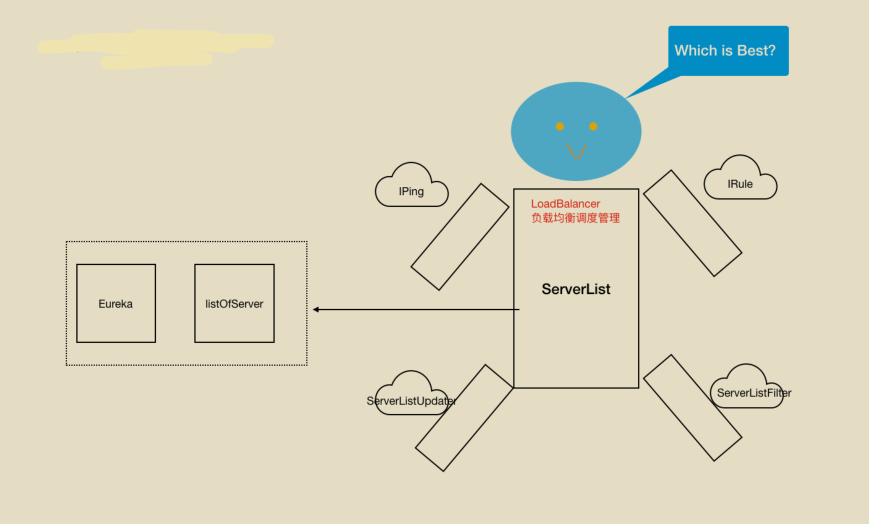 Which is Best?
IPing
IRule
LoadBalancer
负载均衡调度管理
ServerList
Eureka
listOfServer
ServerListUpdater
ServerListFilter